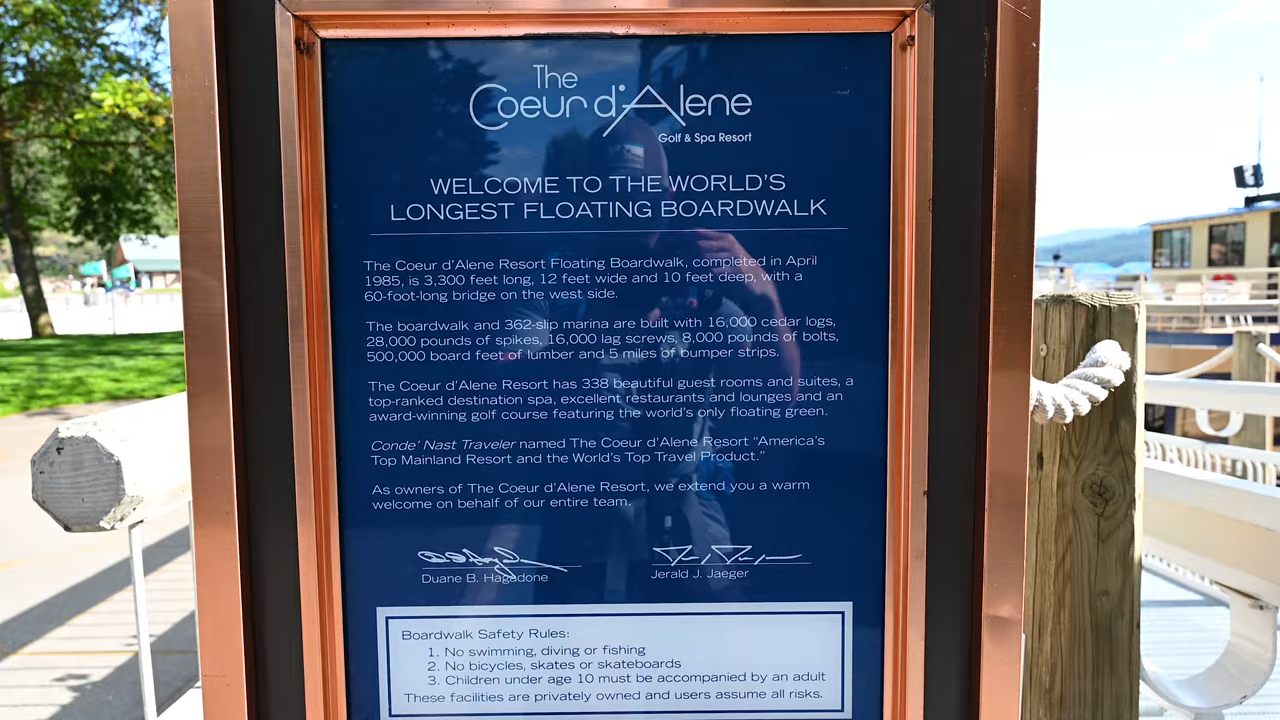 The
Coeur d'Alene
Golf & Spa Resort
WELCOME TO THE WORLD'S
LONGEST FLOATING BOARDWALK
The Coeur d'Alene Resort Floating Boardwalk, completed in April
1985, is 3,300 feet long, 12 feet wide and 10 feet deep, with a
60-foot-long bridge on the west side.
The boardwalk and 362-slip marina are built with 16,000 cedar logs,
28,000 pounds of spikes, 16,000 lag screws, 8,000 pounds of bolts,
500,000 board feet of lumber and 5 miles of bumper strips.
The Coeur d'Alene Resort has 338 beautiful guest rooms and suites, a
top-ranked destination spa, excellent restaurants and lounges and an
award-winning golf course featuring the world's only floating green.
Conde' Nast Traveler named The Coeur d'Alene Resort "America's
Top Mainland Resort and the World's Top Travel Product."
As owners of The Coeur d'Alene Resort, we extend you a warm
welcome on behalf of our entire team.
Duane B. Hagadone
Jerald J. Jaeger
Boardwalk Safety Rules:
1. No swimming, diving or fishing
2. No bicycles, skates or skateboards
3. Children under age 10 must be accompanied by an adult
These facilities are privately owned and users assume all risks.